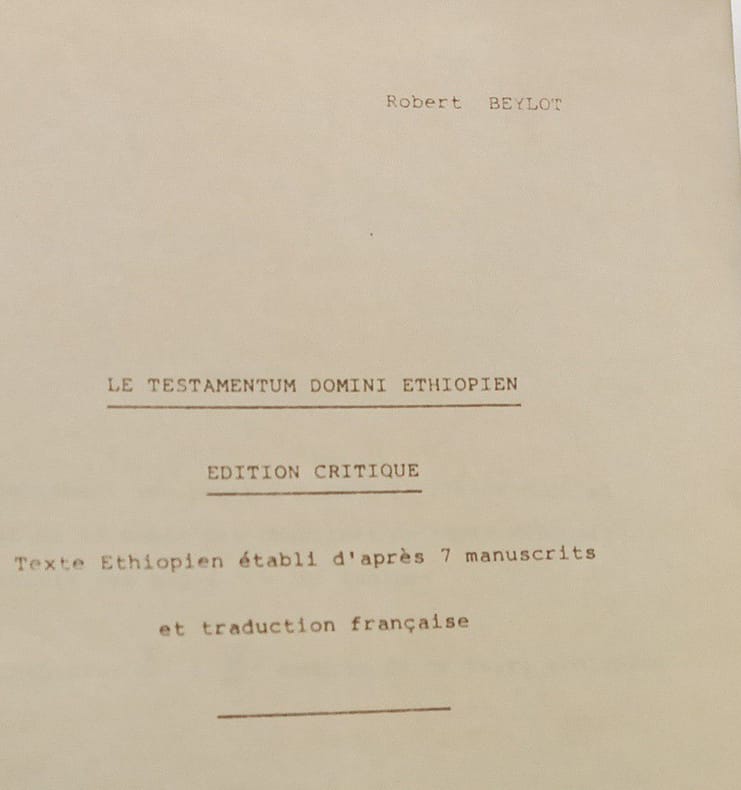 Robert BEYLOT
LE TESTAMENTUM DOMINI ETHIOPIEN
EDITION CRITIQUE
Texte Ethiopien établi d'après 7 manuscrits
et traduction française